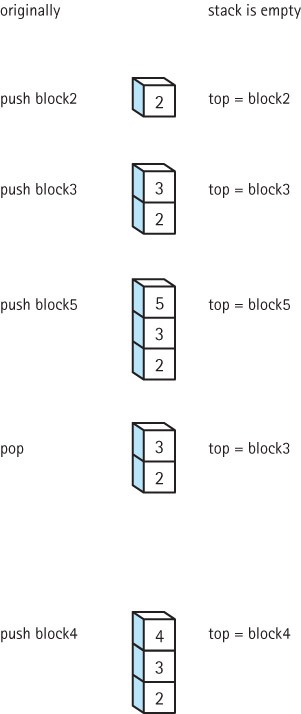 originally stack is empty
push block2 2 top = block2
push block3 3 top = block3
2
push block5 5 top = block5
3
2
pop 3 top = block3
2
push block4 4 top = block4
3
2